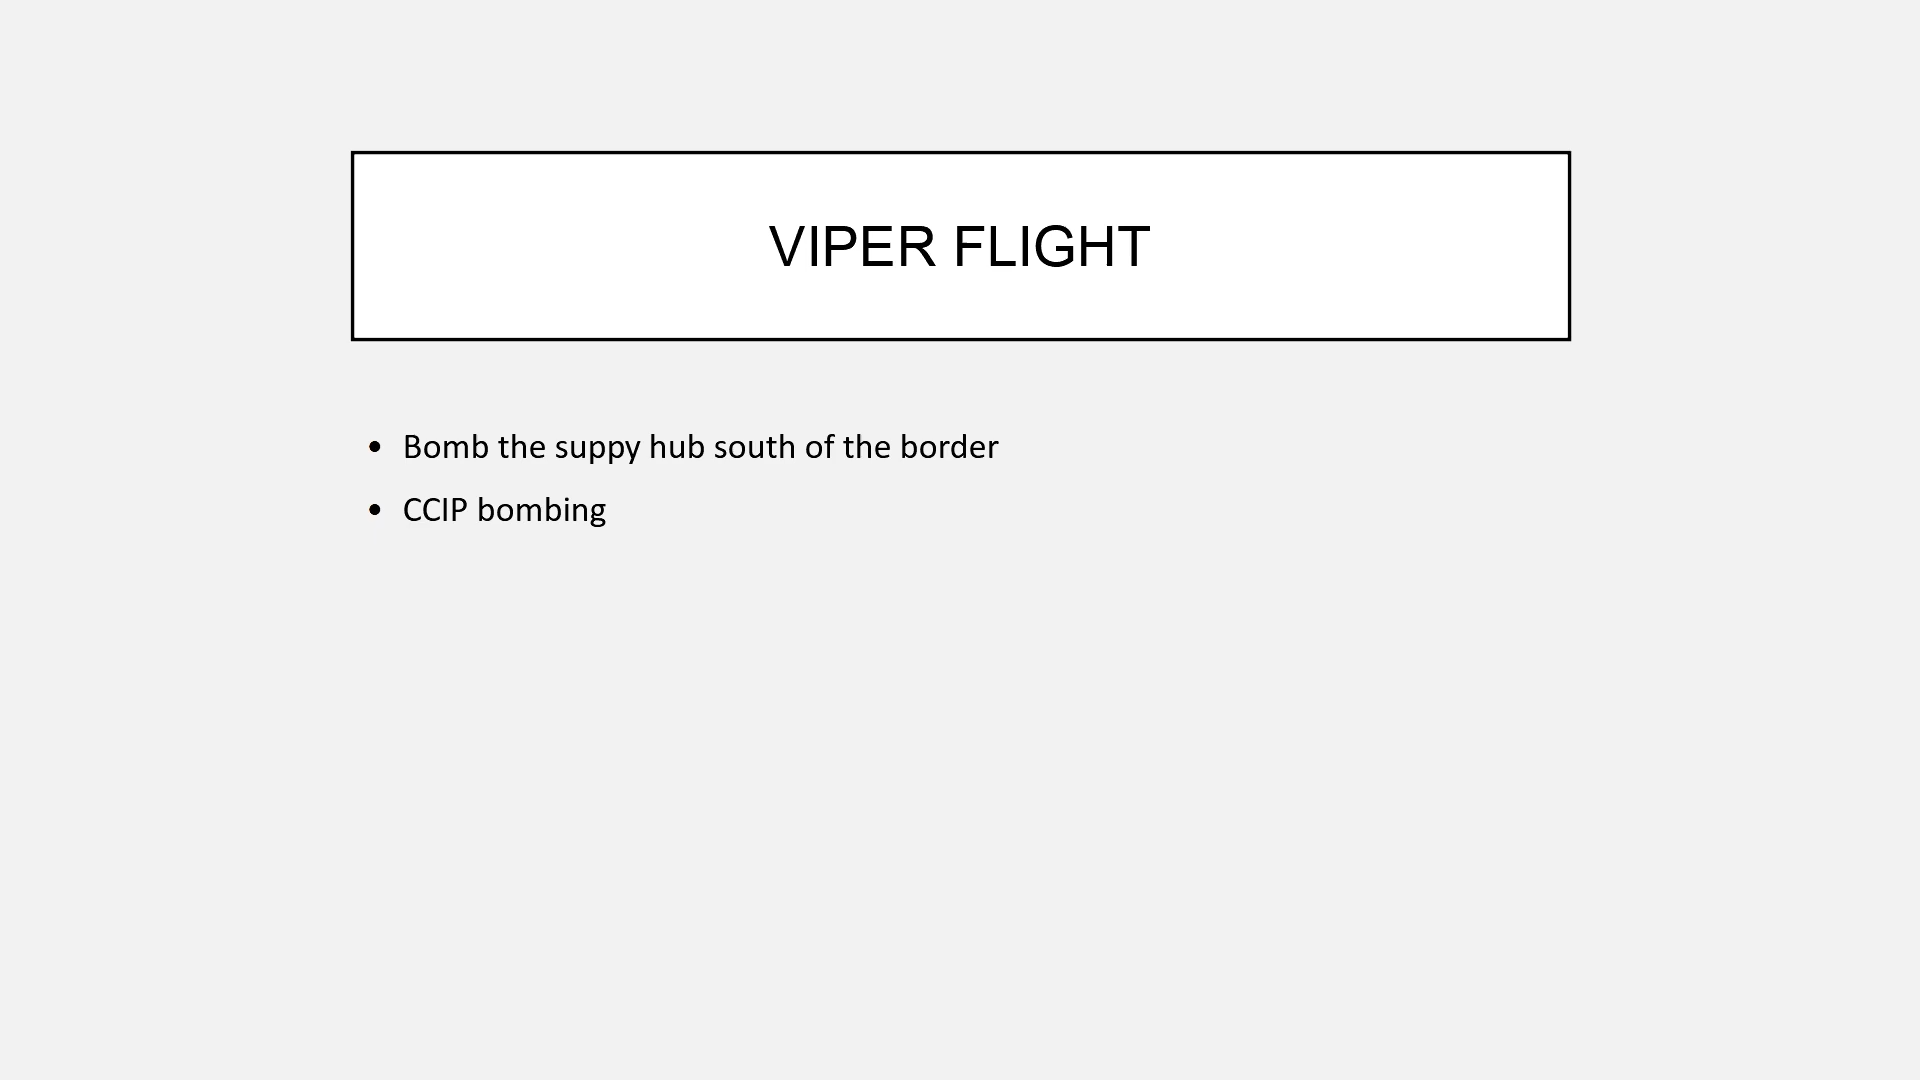 VIPER FLIGHT
• Bomb the suppy hub south of the border
• CCIP bombing